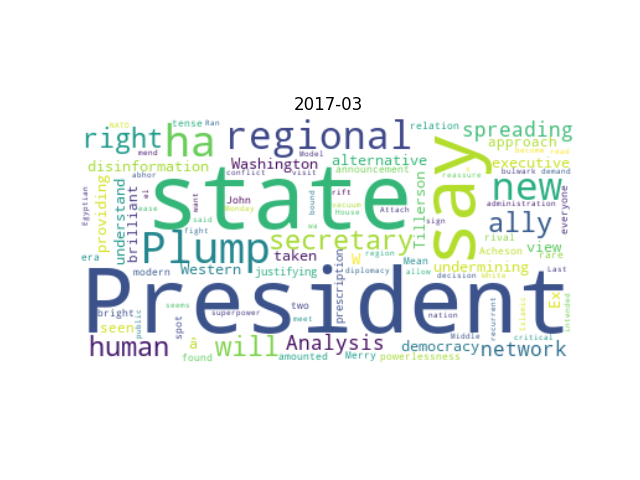 2017-03
NATO tense Ran relation spreading
right ha regional say approach
mend Model
disinformation Washington alternative executive
abhor conflict visit announcement reassure bulwark demand
Egyptian providing understand brilliant el ease want John state bound rift vacuum House Attach Tillerson sign new administration everyone
said fight ally rival
era Plump secretary region Acheson view rare
modern Western taken W diplomacy Mean allow undermining decision White Last
justifying prescription Ex
President
bright seems superpower two meet nation recurrent Islamic intended
seen public spot critical
human â will Analysis Middle democracy network
found amounted Merry powerlessness